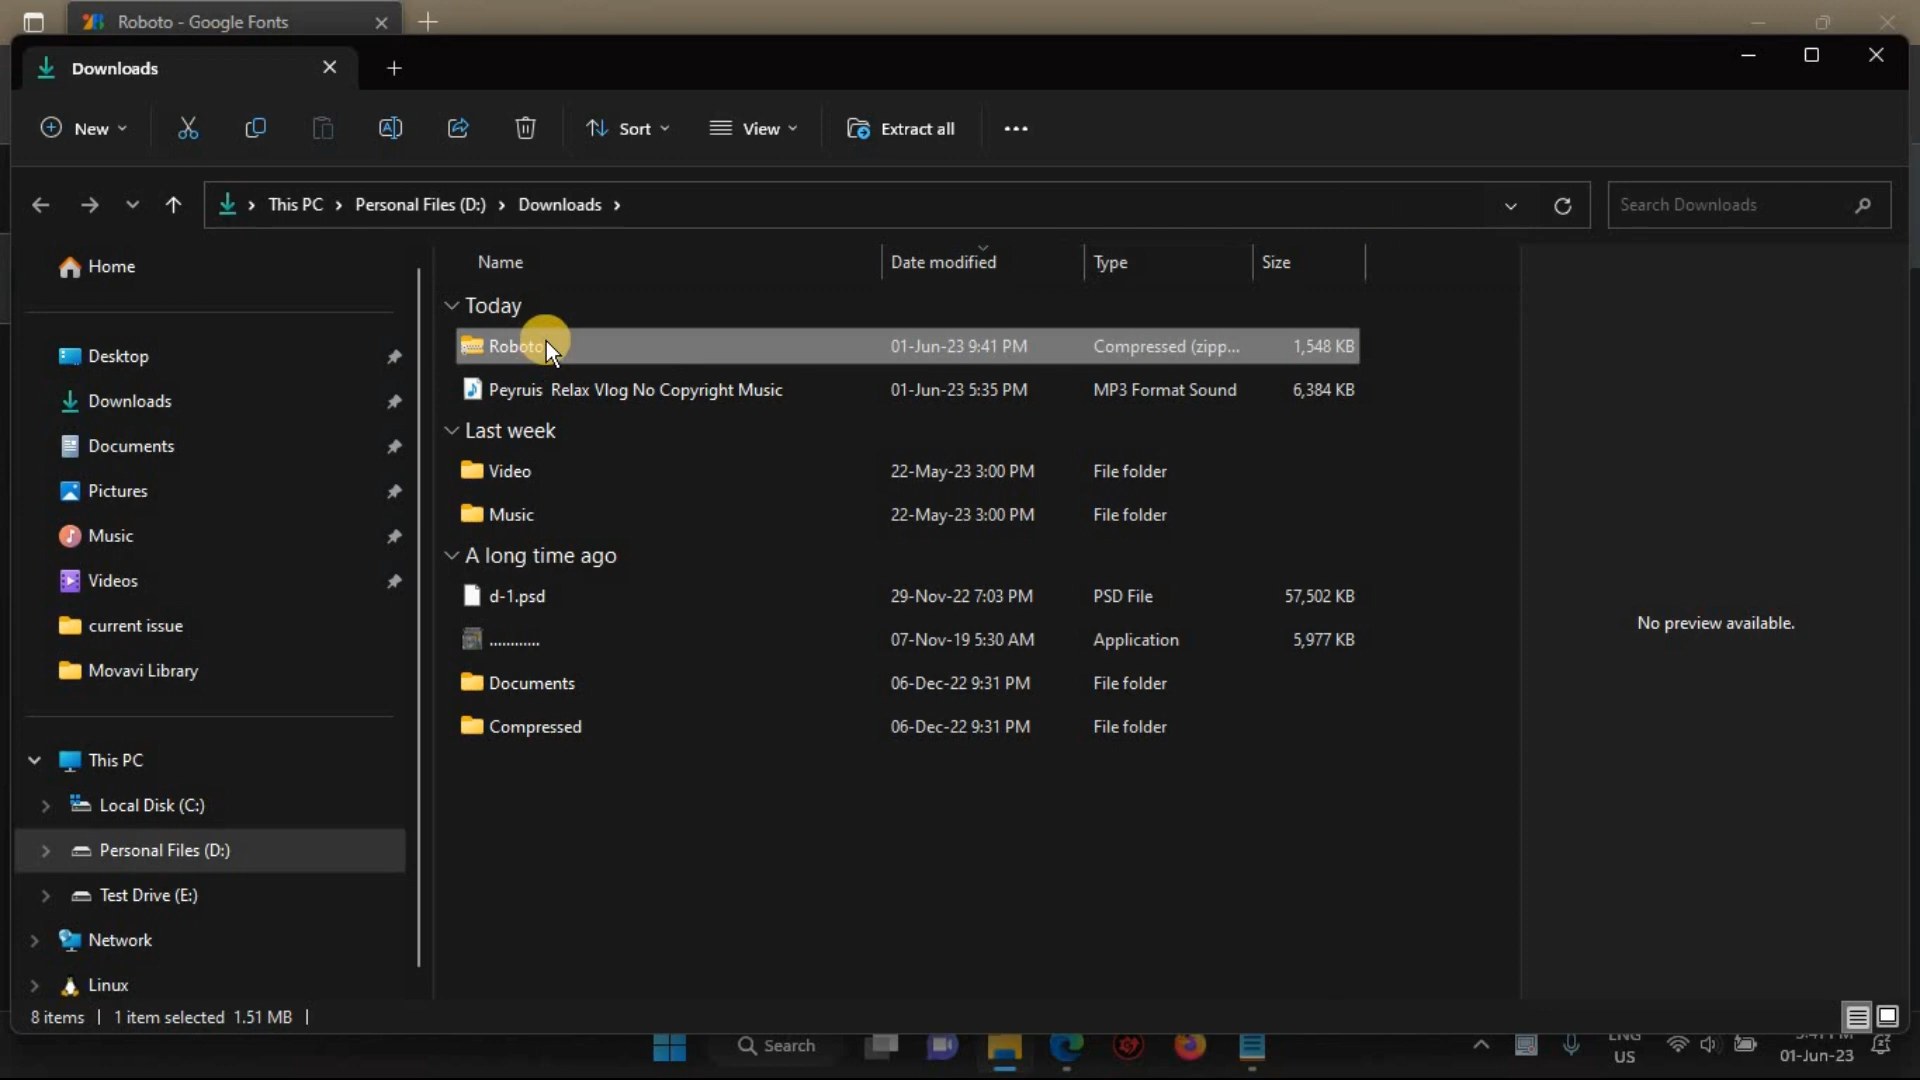 Roboto - Google Fonts
Downloads
New
Sort
View
Extract all
This PC > Personal Files (D:) > Downloads >
Search Downloads
Home
Desktop
Downloads
Documents
Pictures
Music
Videos
current issue
Movavi Library
This PC
Local Disk (C:)
Personal Files (D:)
Test Drive (E:)
Network
Linux
Name Date modified Type Size
Today
Roboto 01-Jun-23 9:41 PM Compressed (zipp... 1,548 KB
Peyruis Relax Vlog No Copyright Music 01-Jun-23 5:35 PM MP3 Format Sound 6,384 KB
Last week
Video 22-May-23 3:00 PM File folder
Music 22-May-23 3:00 PM File folder
A long time ago
d-1.psd 29-Nov-22 7:03 PM PSD File 57,502 KB
............ 07-Nov-19 5:30 AM Application 5,977 KB
Documents 06-Dec-22 9:31 PM File folder
Compressed 06-Dec-22 9:31 PM File folder
No preview available.
8 items | 1 item selected 1.51 MB |
Search
ENG
US
01-Jun-23